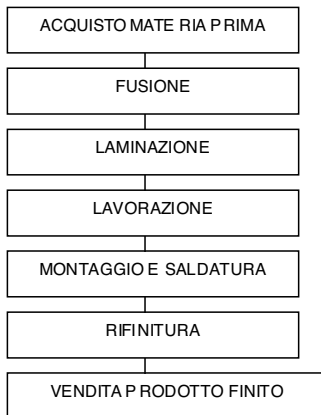 ACQUISTO MATERIA PRIMA
FUSIONE
LAMINAZIONE
LAVORAZIONE
MONTAGGIO E SALDATURA
RIFINITURA
VENDITA PRODOTTO FINITO